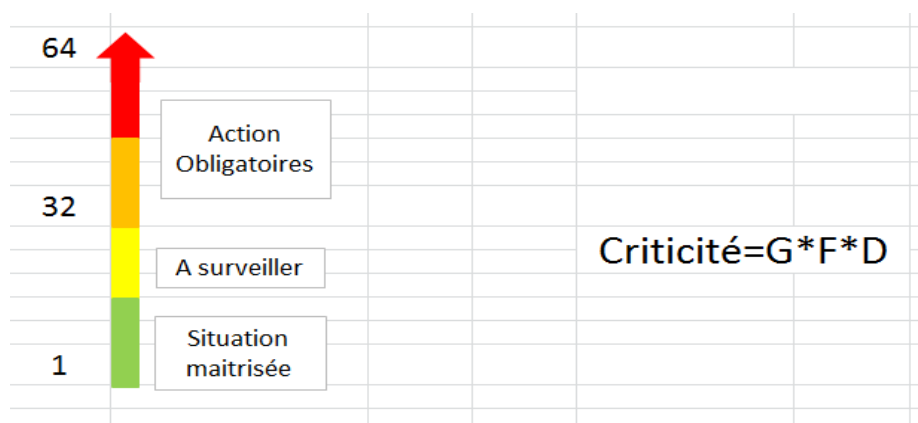 64
Action
Obligatoires
32
Criticité=G*F*D
A surveiller
Situation
maitrisée
1